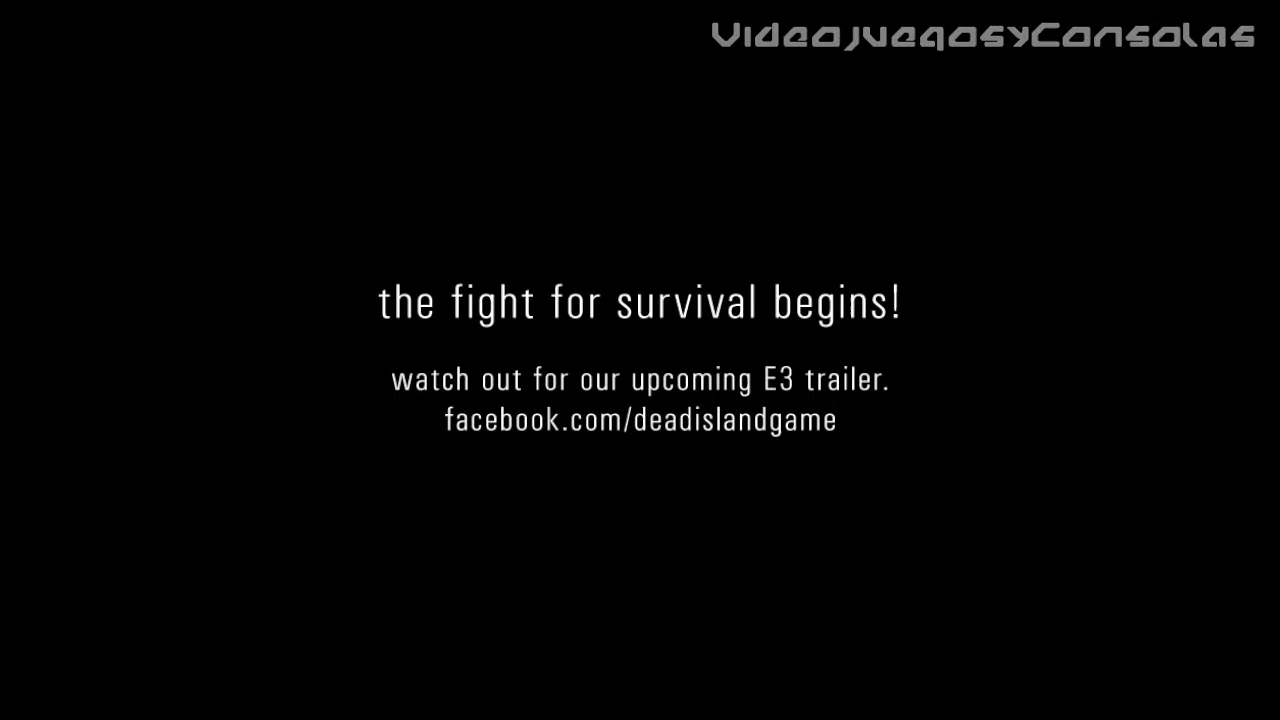 VideojuegosyConsolas
the fight for survival begins!
watch out for our upcoming E3 trailer.
facebook.com/deadislandgame